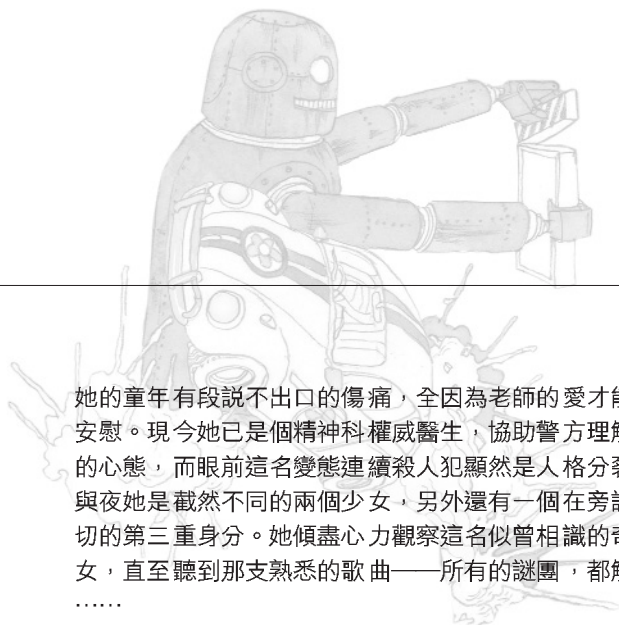 她的童年有段說不出口的傷痛，全因為老師的愛才
安慰。現今她已是個精神科權威醫生，協助警方理
的心態，而眼前這名變態連續殺人犯顯然是人格分
與夜她是截然不同的兩個少女，另外還有一個在旁
切的第三重身分。她傾盡心力觀察這名似曾相識的
女，直至聽到那支熟悉的歌曲——所有的謎團，都
……